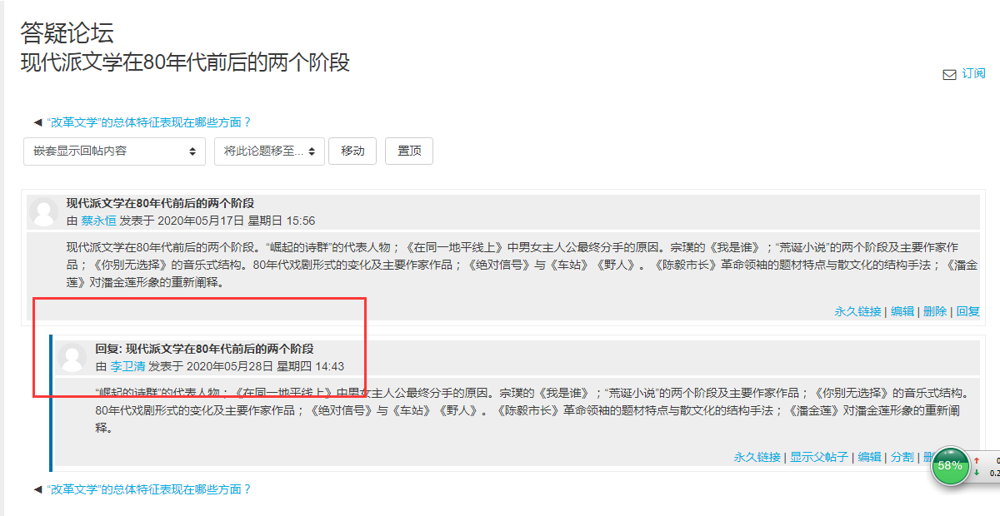 答疑论坛
现代派文学在80年代前后的两个阶段
订阅
◄ “改革文学”的总体特征表现在哪些方面？
嵌套显示回帖内容 将此论题移至... 移动 置顶
现代派文学在80年代前后的两个阶段
由 蔡永恒 发表于 2020年05月17日 星期日 15:56
现代派文学在80年代前后的两个阶段。“崛起的诗群”的代表人物；《在同一地平线上》中男女主人公最终分手的原因。宗璞的《我是谁》；“荒诞小说”的两个阶段及主要作家作
品；《你别无选择》的音乐式结构。80年代戏剧形式的变化及主要作家作品；《绝对信号》与《车站》《野人》。《陈毅市长》革命领袖的题材特点与散文化的结构手法；《潘金
莲》对潘金莲形象的重新阐释。
永久链接 | 编辑 | 删除 | 回复
回复: 现代派文学在80年代前后的两个阶段
由 李卫清 发表于 2020年05月28日 星期四 14:43
“崛起的诗群”的代表人物；《在同一地平线上》中男女主人公最终分手的原因。宗璞的《我是谁》；“荒诞小说”的两个阶段及主要作家作品；《你别无选择》的音乐式结构。
80年代戏剧形式的变化及主要作家作品；《绝对信号》与《车站》《野人》。《陈毅市长》革命领袖的题材特点与散文化的结构手法；《潘金莲》对潘金莲形象的重新阐
释。
永久链接 | 显示父帖子 | 编辑 | 分割 |
58%
◄ “改革文学”的总体特征表现在哪些方面？